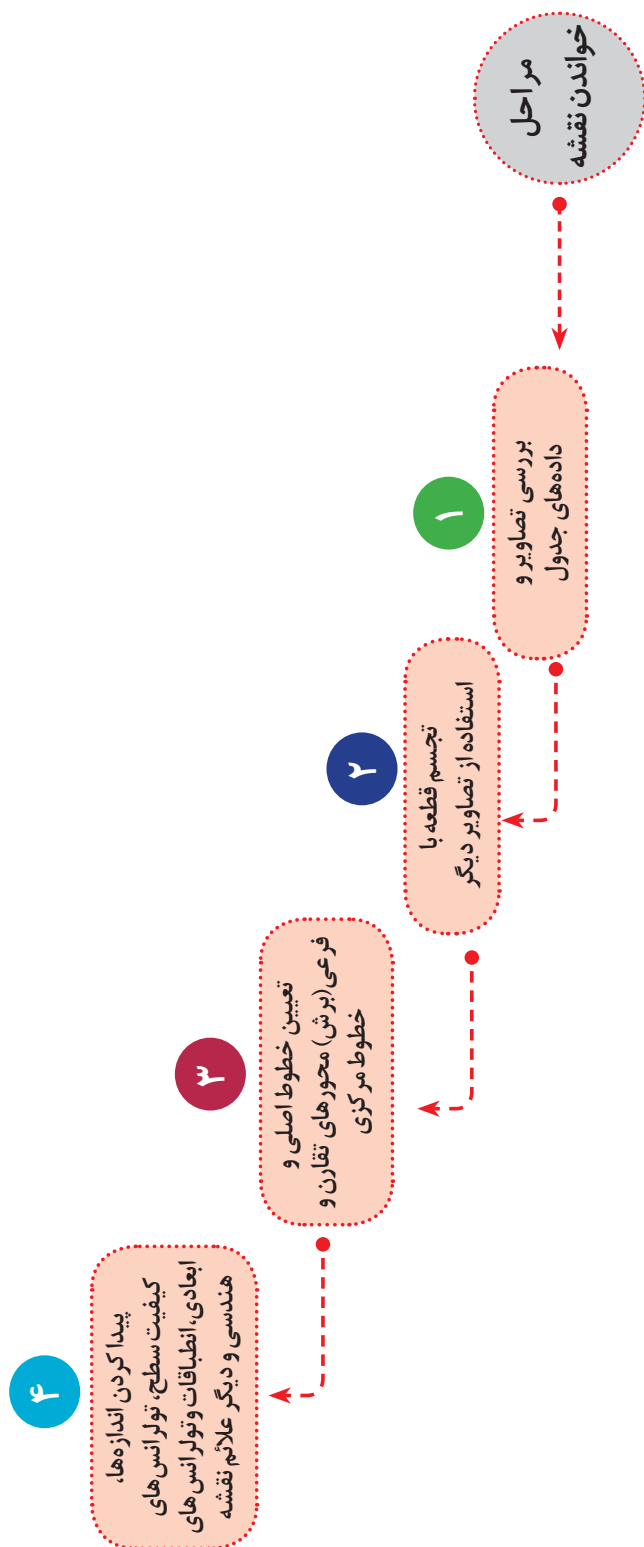 مراحل
خواندن نقشه
۱
بررسی تصاویر و
داده‌های جدول
۲
تجسم قطعه با
استفاده از تصاویر دیگر
۳
تعیین خطوط اصلی و
فرعی(برش) محورهای تقارن و
خطوط مرکزی
۴
پیدا کردن اندازه‌ها،
کیفیت سطح، تولرانس‌های
ابعادی، انطباقات و تولرانس‌های
هندسی و دیگر علائم نقشه